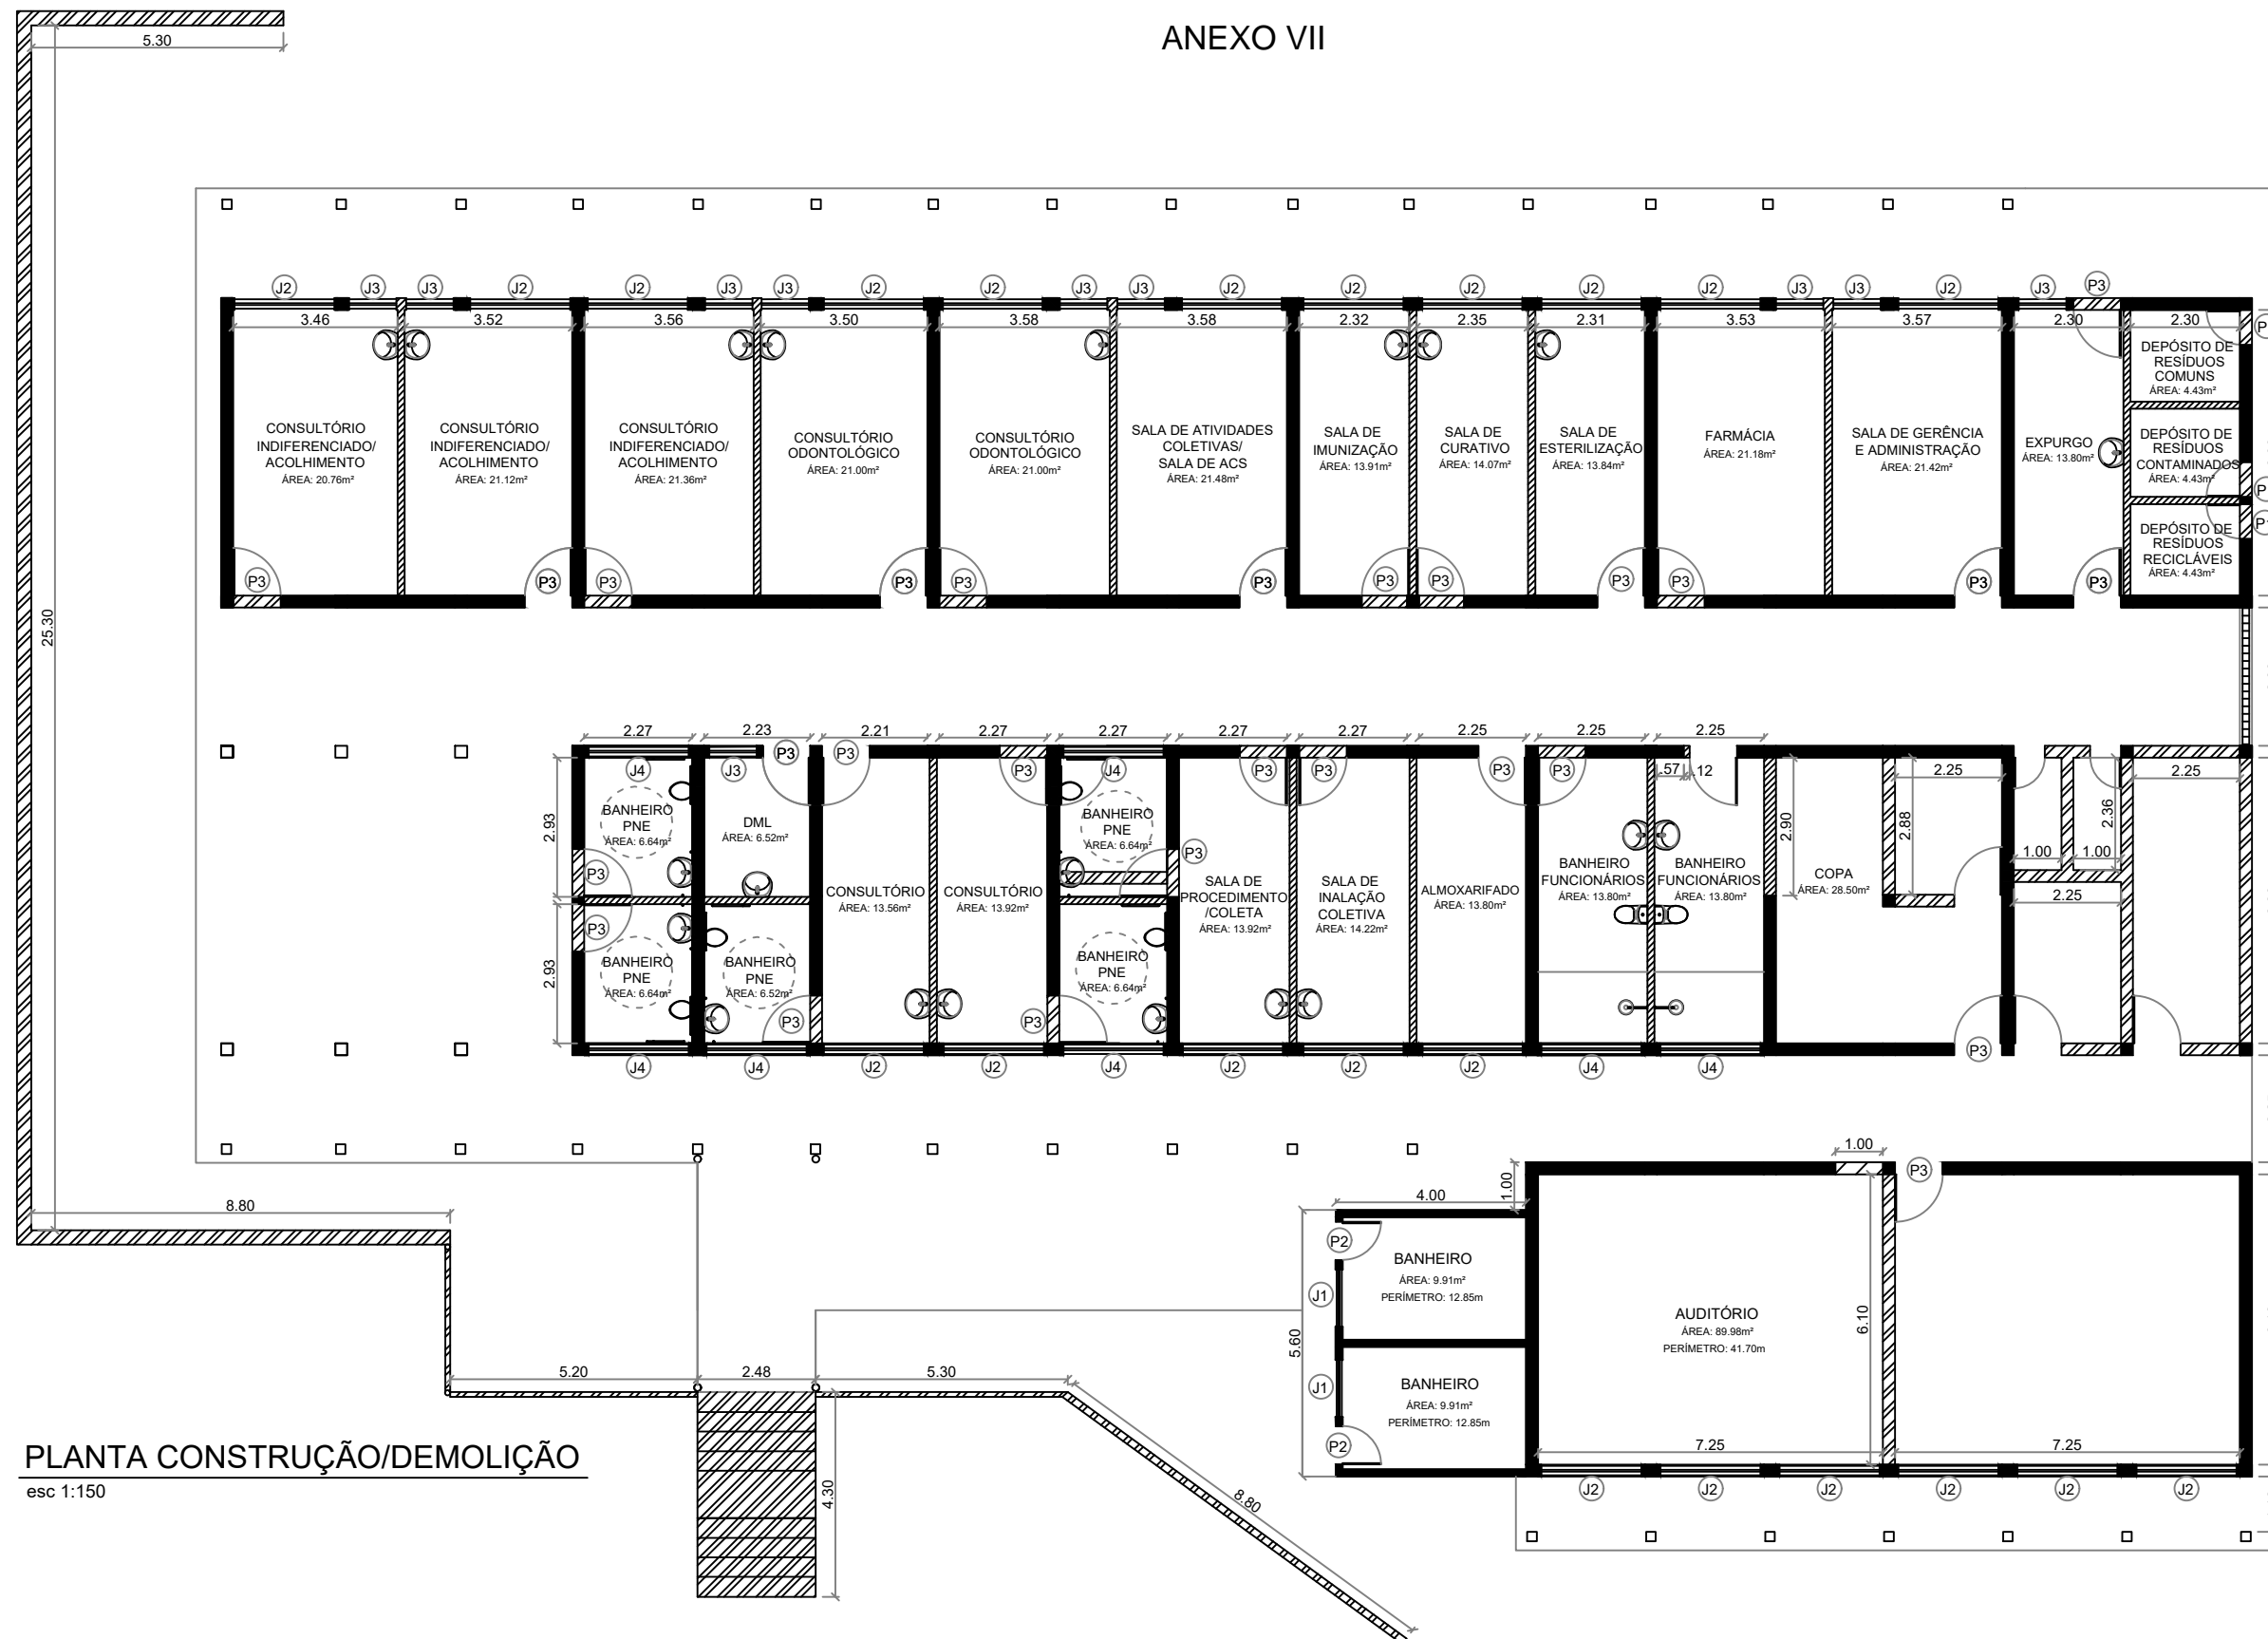 ANEXO VII
5.30
J2 J3 J3 J2 J2 J3 J3 J2 J2 J3 J3 J2 J2 J2 J2 J2 J3 J3 J2 J3 P3
3.46 3.52 3.56 3.50 3.58 3.58 2.32 2.35 2.31 3.53 3.57 2.30 2.30
CONSULTÓRIO
INDIFERENCIADO/
ACOLHIMENTO
ÁREA: 20.76m²
CONSULTÓRIO
INDIFERENCIADO/
ACOLHIMENTO
ÁREA: 21.12m²
CONSULTÓRIO
INDIFERENCIADO/
ACOLHIMENTO
ÁREA: 21.36m²
CONSULTÓRIO
ODONTOLÓGICO
ÁREA: 21.00m²
CONSULTÓRIO
ODONTOLÓGICO
ÁREA: 21.00m²
SALA DE ATIVIDADES
COLETIVAS/
SALA DE ACS
ÁREA: 21.48m²
SALA DE
IMUNIZAÇÃO
ÁREA: 13.91m²
SALA DE
CURATIVO
ÁREA: 14.07m²
SALA DE
ESTERILIZAÇÃO
ÁREA: 13.84m²
FARMÁCIA
ÁREA: 21.18m²
SALA DE GERÊNCIA
E ADMINISTRAÇÃO
ÁREA: 21.42m²
EXPURGO
ÁREA: 13.80m²
DEPÓSITO DE
RESÍDUOS
COMUNS
ÁREA: 4.43m²
DEPÓSITO DE
RESÍDUOS
CONTAMINADOS
ÁREA: 4.43m²
DEPÓSITO DE
RESÍDUOS
RECICLÁVEIS
ÁREA: 4.43m²
P3 P3 P3 P3 P3 P3 P3 P3 P3 P3 P3 P3
25.30
2.27 2.23 2.21 2.27 2.27 2.27 2.27 2.25 2.25 2.25
J4 J3 P3 P3 P3 J4 P3 P3 P3 P3 .57 .12 2.25 2.25
2.93
BANHEIRO
PNE
ÁREA: 6.64m²
P3
DML
ÁREA: 6.52m²
BANHEIRO
PNE
ÁREA: 6.64m²
P3
2.90
2.88
2.36
1.00 1.00
2.25
CONSULTÓRIO
ÁREA: 13.56m²
CONSULTÓRIO
ÁREA: 13.92m²
SALA DE
PROCEDIMENTO
/COLETA
ÁREA: 13.92m²
SALA DE
INALAÇÃO
COLETIVA
ÁREA: 14.22m²
ALMOXARIFADO
ÁREA: 13.80m²
BANHEIRO
FUNCIONÁRIOS
ÁREA: 13.80m²
BANHEIRO
FUNCIONÁRIOS
ÁREA: 13.80m²
COPA
ÁREA: 28.50m²
2.93
P3
BANHEIRO
PNE
ÁREA: 6.64m²
BANHEIRO
PNE
ÁREA: 6.52m²
P3
P3
BANHEIRO
PNE
ÁREA: 6.64m²
P3
J4 J4 J2 J2 J4 J2 J2 J2 J4 J4
8.80
4.00
1.00
1.00
P3
P2
J1
BANHEIRO
ÁREA: 9.91m²
PERÍMETRO: 12.85m
5.60
J1
BANHEIRO
ÁREA: 9.91m²
PERÍMETRO: 12.85m
P2
AUDITÓRIO
ÁREA: 89.98m²
PERÍMETRO: 41.70m
6.10
7.25 7.25
J2 J2 J2 J2 J2 J2
5.20 2.48 5.30
4.30
8.80
PLANTA CONSTRUÇÃO/DEMOLIÇÃO
esc 1:150